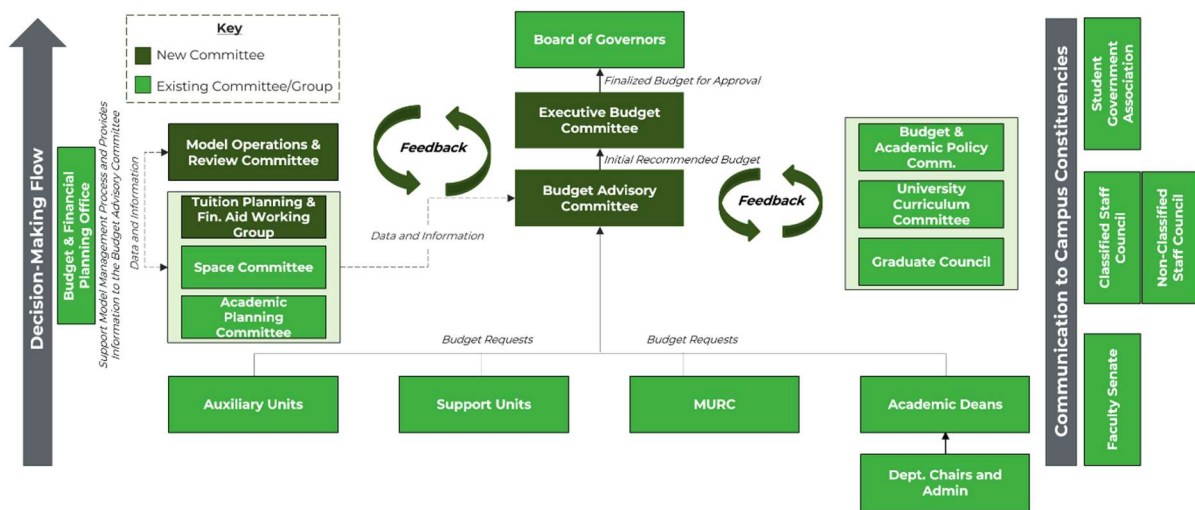 Key
New Committee
Existing Committee/Group
Decision-Making Flow
Budget & Financial
Planning Office
Support Model Management Process and Provides
Information to the Budget Advisory Committee
Data and Information
Model Operations &
Review Committee
Tuition Planning &
Fin. Aid Working
Group
Space Committee
Academic
Planning
Committee
Feedback
Data and Information
Board of Governors
Finalized Budget for Approval
Executive Budget
Committee
Initial Recommended Budget
Budget Advisory
Committee
Feedback
Budget &
Academic Policy
Comm.
University
Curriculum
Committee
Graduate Council
Budget Requests
Budget Requests
Auxiliary Units
Support Units
MURC
Academic Deans
Dept. Chairs and
Admin
Communication to Campus Constituencies
Student
Government
Association
Classified Staff
Council
Non-Classified
Staff Council
Faculty Senate